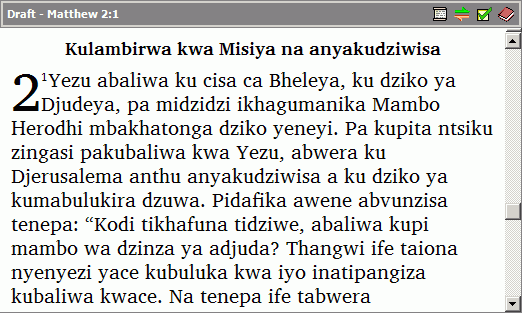 Draft - Matthew 2:1
Kulambirwa kwa Misiya na anyakudziwisa
2 1Yezu abaliwa ku cisa ca Bheleya, ku dziko ya
Djudeya, pa midzidzi ikhagumanika Mambo
Herodhi mbakhatonga dziko yeneyi. Pa kupita ntsiku
zingasi pakubaliwa kwa Yezu, abwera ku
Djerusalema anthu anyakudziwisa a ku dziko ya
kumabulukira dzuwa. Pidafika awene abvunzisa
tenepa: “Kodi tikhafuna tidziwe, abaliwa kupi
mambo wa dzinza ya adjuda? Thangwi ife taiona
nyenyezi yace kubuluka kwa iyo inatipangiza
kubaliwa kwace. Na tenepa ife tabwera